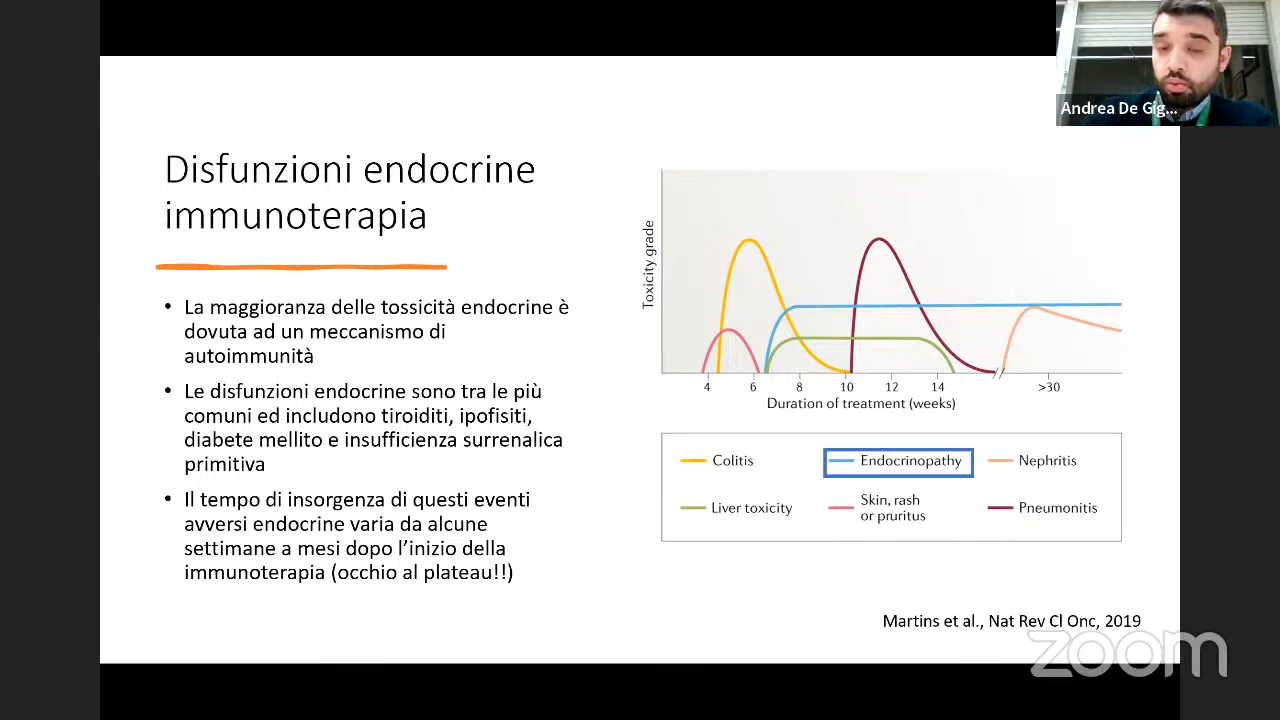 Andrea De Gig...
Disfunzioni endocrine
immunoterapia
• La maggioranza delle tossicità endocrine è
dovuta ad un meccanismo di
autoimmunità
• Le disfunzioni endocrine sono tra le più
comuni ed includono tiroiditi, ipofisiti,
diabete mellito e insufficienza surrenalica
primitiva
• Il tempo di insorgenza di questi eventi
avversi endocrine varia da alcune
settimane a mesi dopo l'inizio della
immunoterapia (occhio al plateau!!)
Toxicity grade
4 6 8 10 12 14 >30
Duration of treatment (weeks)
Colitis Endocrinopathy Nephritis
Liver toxicity Skin, rash
or pruritus Pneumonitis
Martins et al., Nat Rev Cl Onc, 2019
zoom